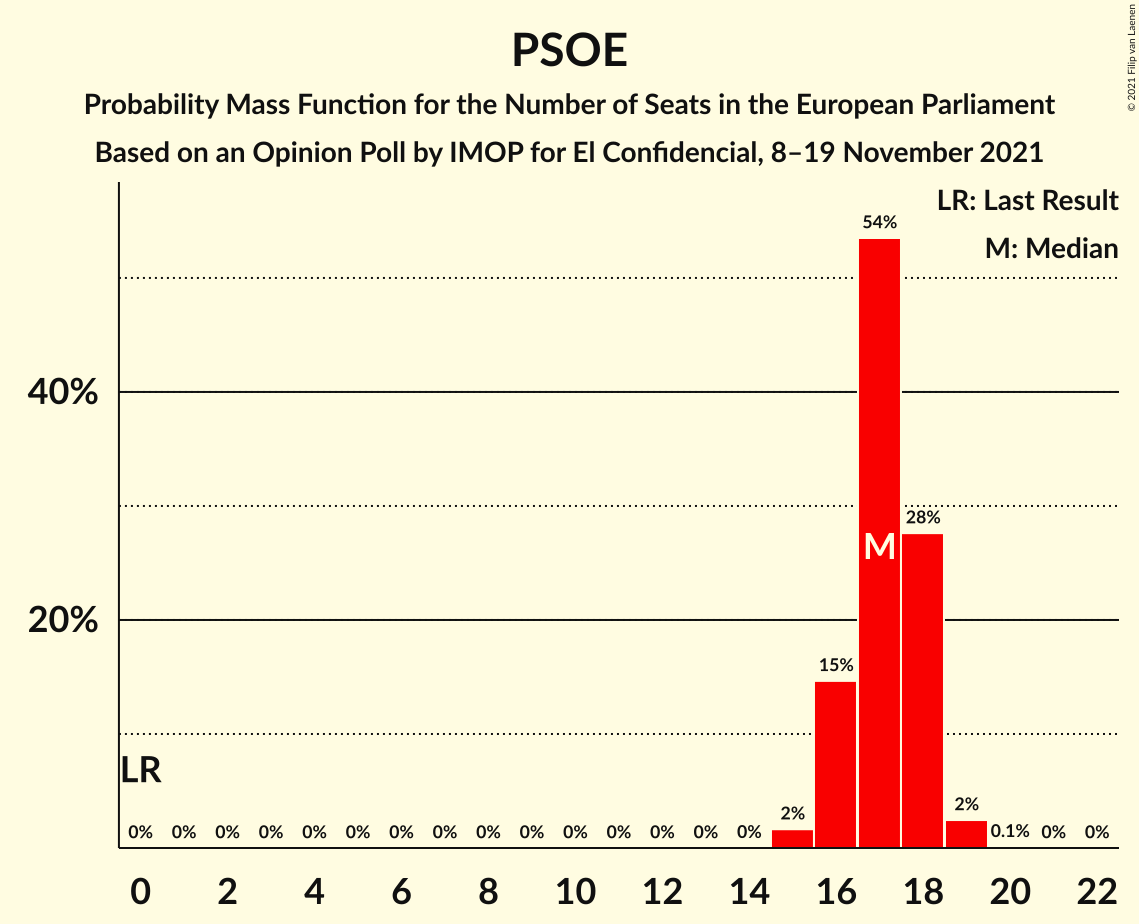 PSOE
Probability Mass Function for the Number of Seats in the European Parliament
Based on an Opinion Poll by IMOP for El Confidencial, 8–19 November 2021
© 2021 Filip van Laenen
LR: Last Result
M: Median
54%
40%
28%
M
20%
15%
LR
0% 0% 0% 0% 0% 0% 0% 0% 0% 0% 0% 0% 0% 0% 0% 2% 2% 0.1% 0% 0%
0 2 4 6 8 10 12 14 16 18 20 22